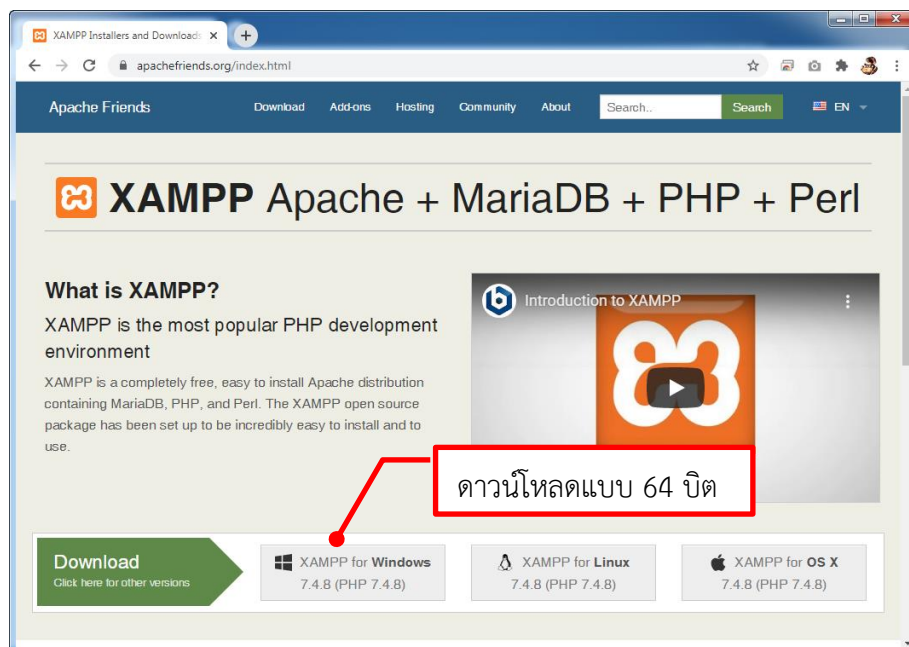 XAMPP Installers and Downloads
apachefriends.org/index.html
Apache Friends Download Add-ons Hosting Community About Search.. Search EN
XAMPP Apache + MariaDB + PHP + Perl
What is XAMPP?
XAMPP is the most popular PHP development
environment
XAMPP is a completely free, easy to install Apache distribution
containing MariaDB, PHP, and Perl. The XAMPP open source
package has been set up to be incredibly easy to install and to
use.
Introduction to XAMPP
ดาวน์โหลดแบบ 64 บิต
Download
Click here for other versions
XAMPP for Windows
7.4.8 (PHP 7.4.8)
XAMPP for Linux
7.4.8 (PHP 7.4.8)
XAMPP for OS X
7.4.8 (PHP 7.4.8)